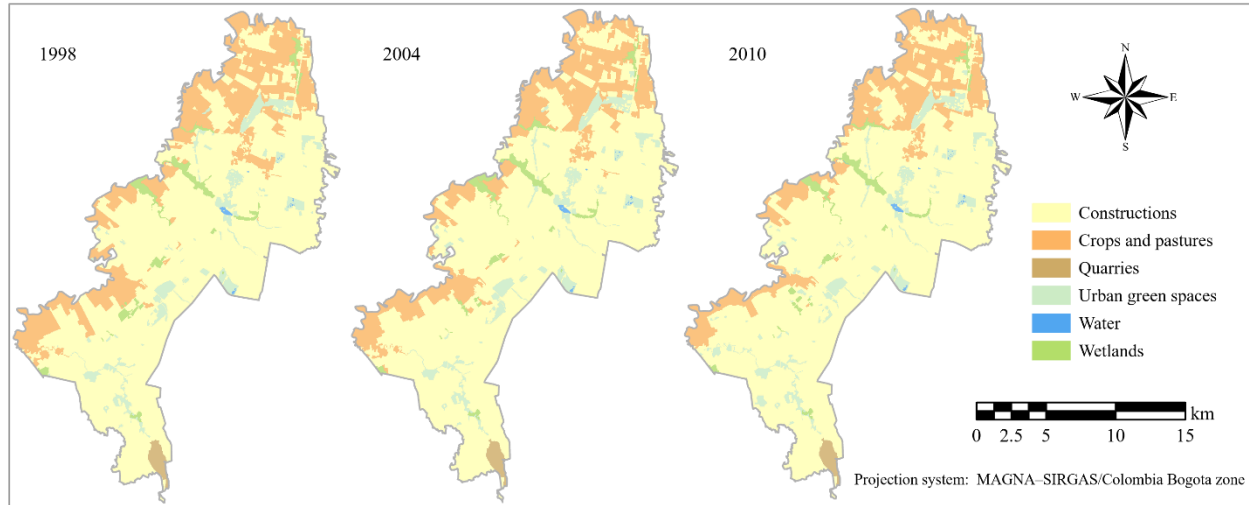 1998
2004
2010
N
W
E
S
Constructions
Crops and pastures
Quarries
Urban green spaces
Water
Wetlands
km
0 2.5 5 10 15
Projection system: MAGNA–SIRGAS/Colombia Bogota zone